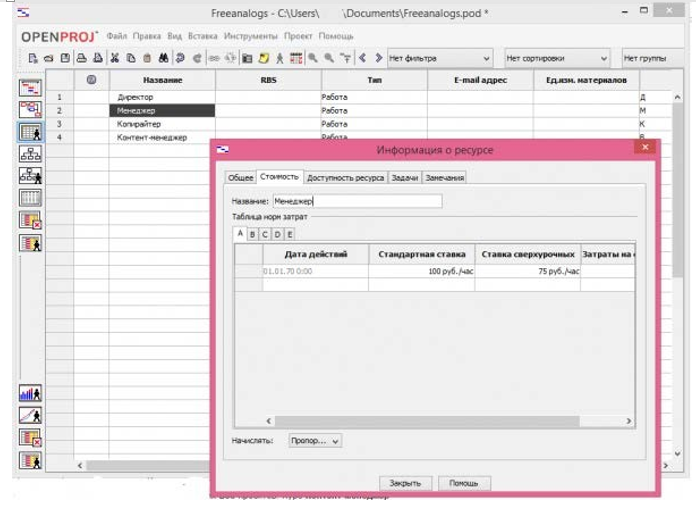 Freeanalogs - C:\Users\ \Documents\Freeanalogs.pod *
OPENPROJ Файл Правка Вид Вставка Инструменты Проект Помощь
Нет фильтра Нет сортировки Нет группы
Название RBS Тип E-mail адрес Ед.изм. материалов
1 Директор Работа Д
2 Менеджер Работа М
3 Копирайтер Работа К
4 Контент-менеджер Работа
Информация о ресурсе
Общее Стоимость Доступность ресурса Задачи Замечания
Название: Менеджер
Таблица норм затрат
A B C D E
Дата действий Стандартная ставка Ставка сверхурочных Затраты на
01.01.70 0:00 100 руб./час 75 руб./час
Начислять: Пропор...
Закрыть Помощь